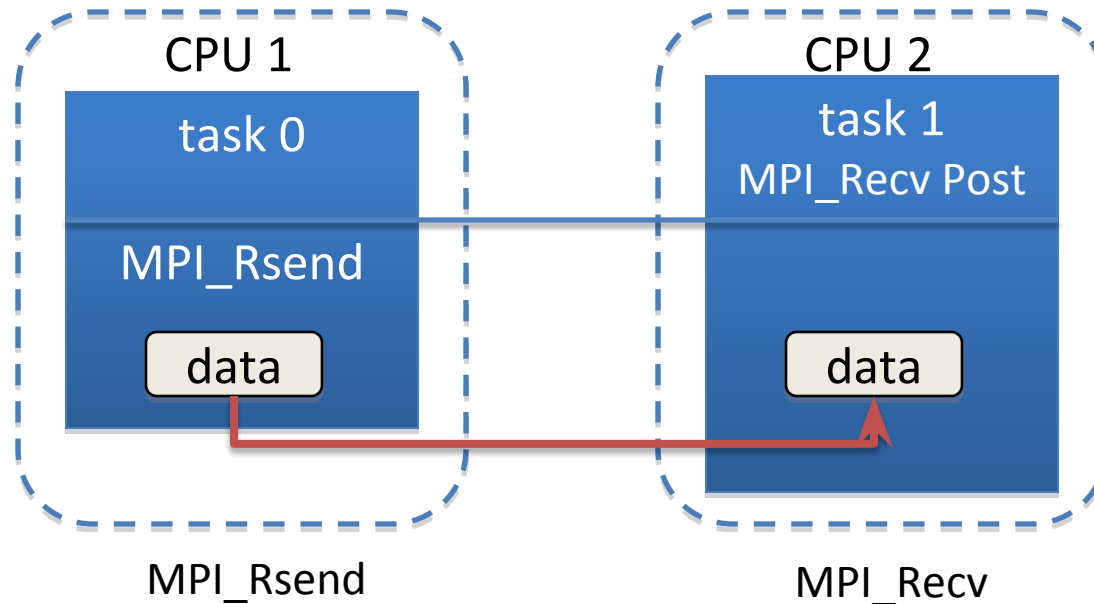 CPU 1
task 0
MPI_Rsend
data
MPI_Rsend
CPU 2
task 1
MPI_Recv Post
data
MPI_Recv